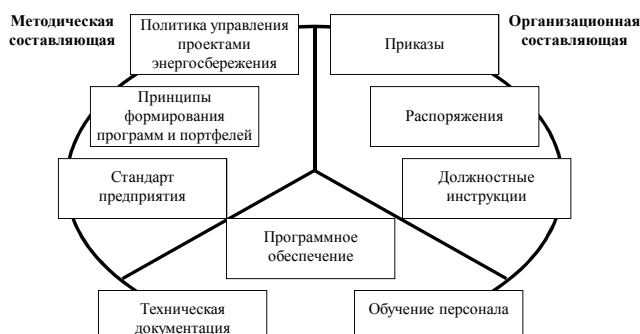 Методическая
составляющая
Политика управления
проектами
энергосбережения
Приказы
Организационная
составляющая
Принципы
формирования
программ и портфелей
Распоряжения
Стандарт
предприятия
Должностные
инструкции
Программное
обеспечение
Техническая
документация
Обучение персонала